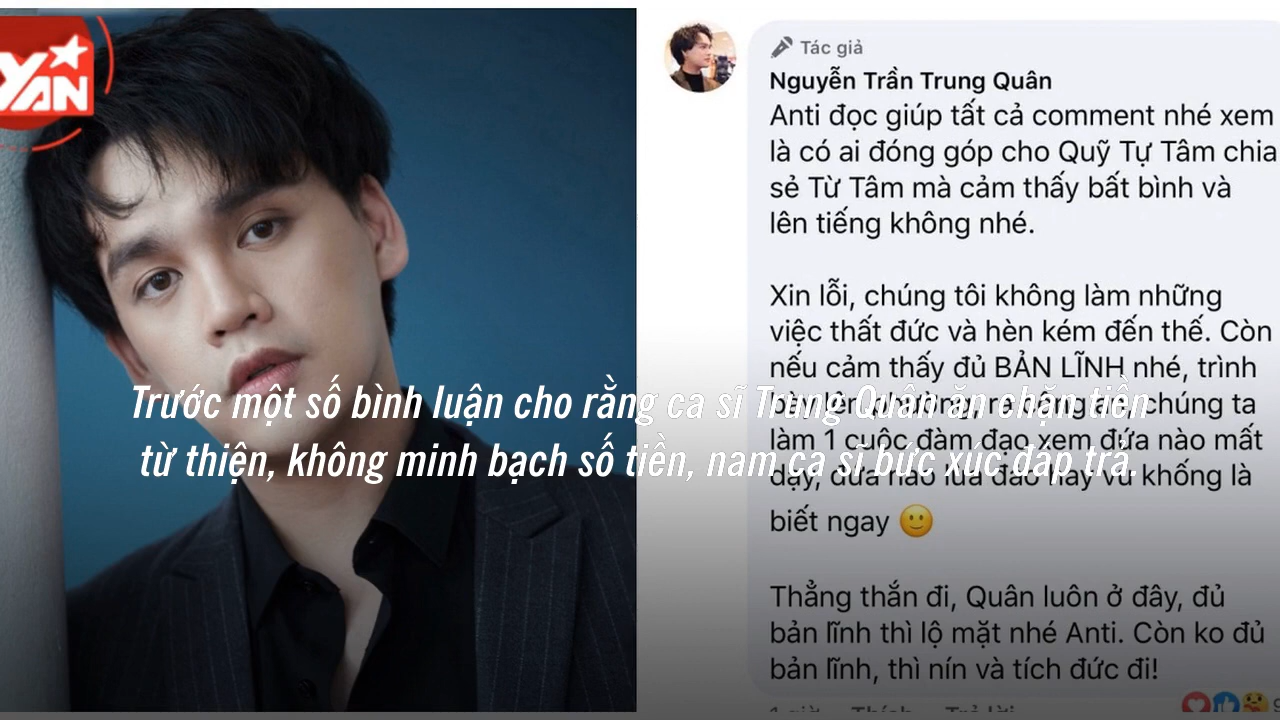 YAN
Tác giả
Nguyễn Trần Trung Quân
Anti đọc giúp tất cả comment nhé xem
là có ai đóng góp cho Quỹ Tự Tâm chia
sẻ Từ Tâm mà cảm thấy bất bình và
lên tiếng không nhé.
Xin lỗi, chúng tôi không làm những
việc thất đức và hèn kém đến thế. Còn
nếu cảm thấy đủ BẢN LĨNH nhé, trình
chúng ta
làm 1 cuộc đàm đạo xem đứa nào mất
dạy, đứa nào lừa đảo hay vu khống là
biết ngay
Thẳng thắn đi, Quân luôn ở đây, đủ
bản lĩnh thì lộ mặt nhé Anti. Còn ko đủ
bản lĩnh, thì nín và tích đức đi!
1 giờ Thích Trả lời
Trước một số bình luận cho rằng ca sĩ Trung Quân ăn chặn tiền
từ thiện, không minh bạch số tiền, nam ca sĩ bức xúc đáp trả.